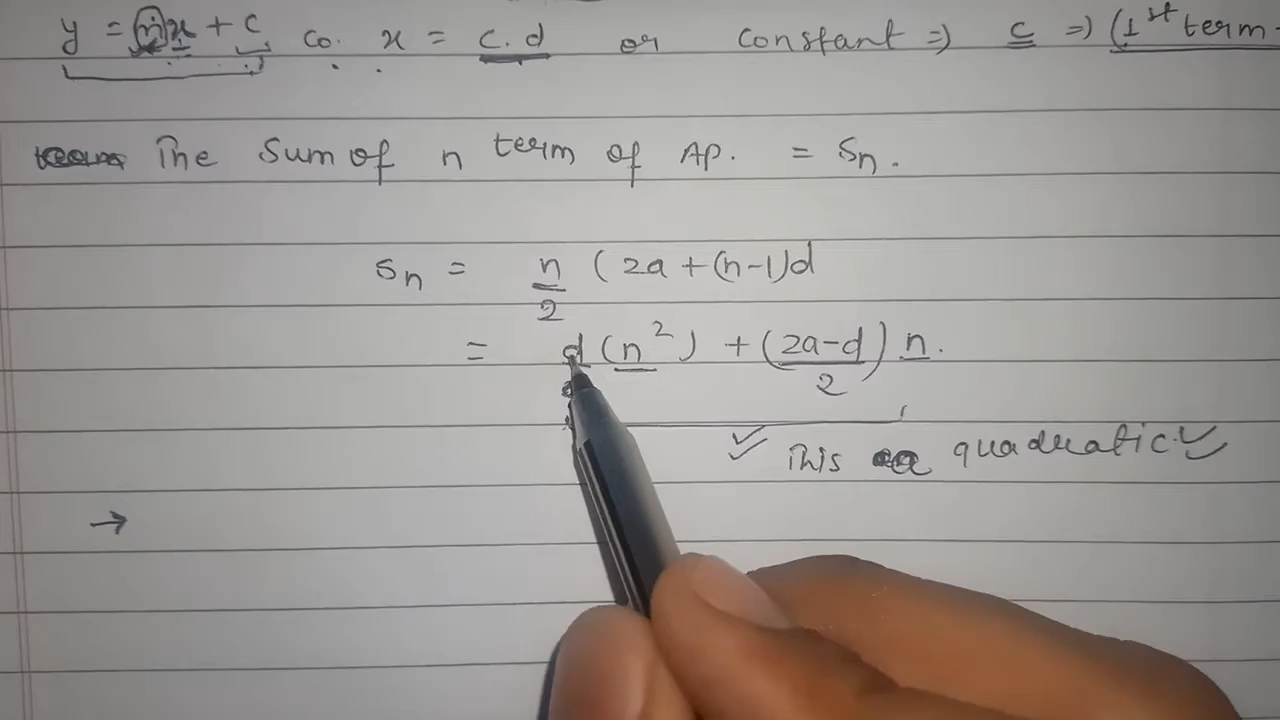 y = mx + c co. x = c.d or constant ⇒ c ⇒ (1st term.
The Sum of n term of AP. = Sn.
Sn = n/2 (2a + (n-1)d
= d (n²) + (2a-d)/2 n.
This a quadratic
→